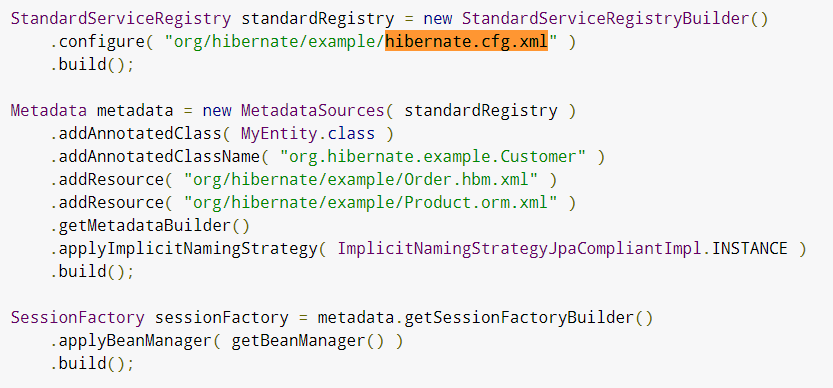 StandardServiceRegistry standardRegistry = new StandardServiceRegistryBuilder()
    .configure( "org/hibernate/example/hibernate.cfg.xml" )
    .build();

Metadata metadata = new MetadataSources( standardRegistry )
    .addAnnotatedClass( MyEntity.class )
    .addAnnotatedClassName( "org.hibernate.example.Customer" )
    .addResource( "org/hibernate/example/Order.hbm.xml" )
    .addResource( "org/hibernate/example/Product.orm.xml" )
    .getMetadataBuilder()
    .applyImplicitNamingStrategy( ImplicitNamingStrategyJpaCompliantImpl.INSTANCE )
    .build();

SessionFactory sessionFactory = metadata.getSessionFactoryBuilder()
    .applyBeanManager( getBeanManager() )
    .build();